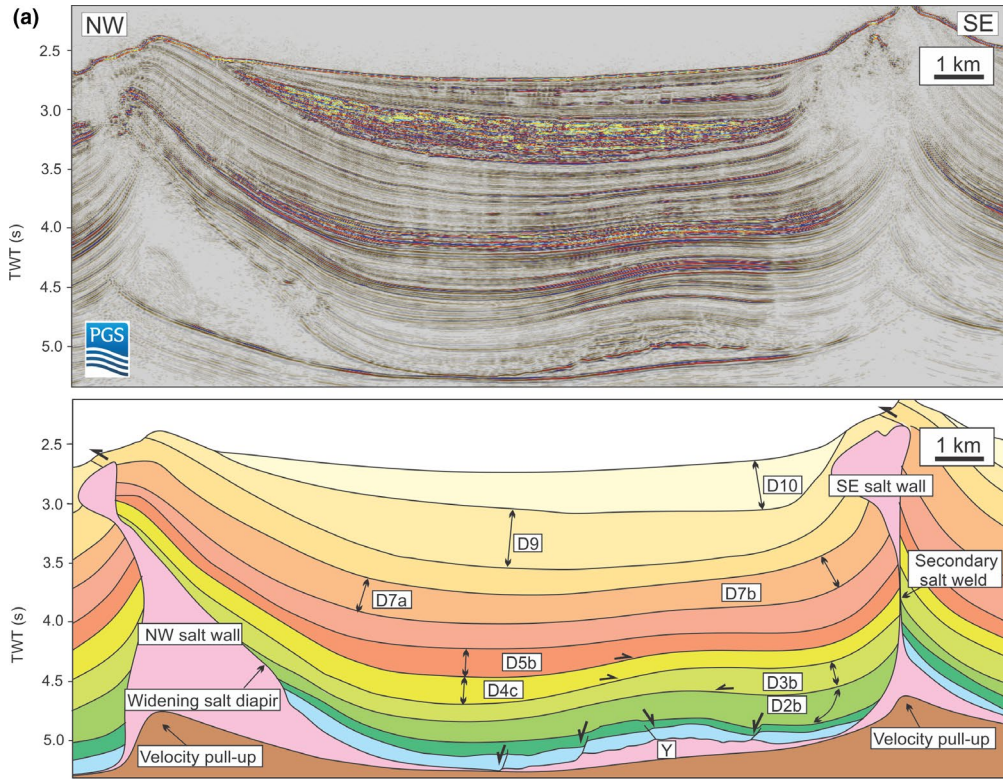 (a)
NW
SE
1 km
2.5
3.0
3.5
4.0
4.5
5.0
TWT (s)
PGS
2.5
3.0
3.5
4.0
4.5
5.0
TWT (s)
1 km
D10
SE salt wall
D9
Secondary
salt weld
D7a
D7b
NW salt wall
D5b
D3b
D4c
D2b
Widening salt diapir
Y
Velocity pull-up
Velocity pull-up